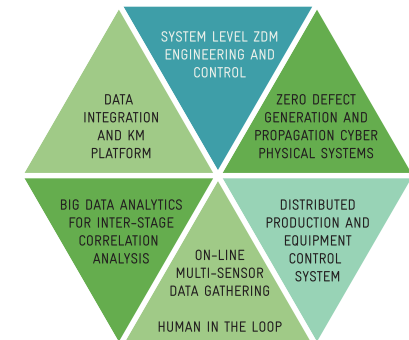 SYSTEM LEVEL ZDM
ENGINEERING AND
CONTROL
DATA
INTEGRATION
AND KM
PLATFORM
ZERO DEFECT
GENERATION AND
PROPAGATION CYBER
PHYSICAL SYSTEMS
BIG DATA ANALYTICS
FOR INTER-STAGE
CORRELATION
ANALYSIS
ON-LINE
MULTI-SENSOR
DATA GATHERING
HUMAN IN THE LOOP
DISTRIBUTED
PRODUCTION AND
EQUIPMENT
CONTROL
SYSTEM